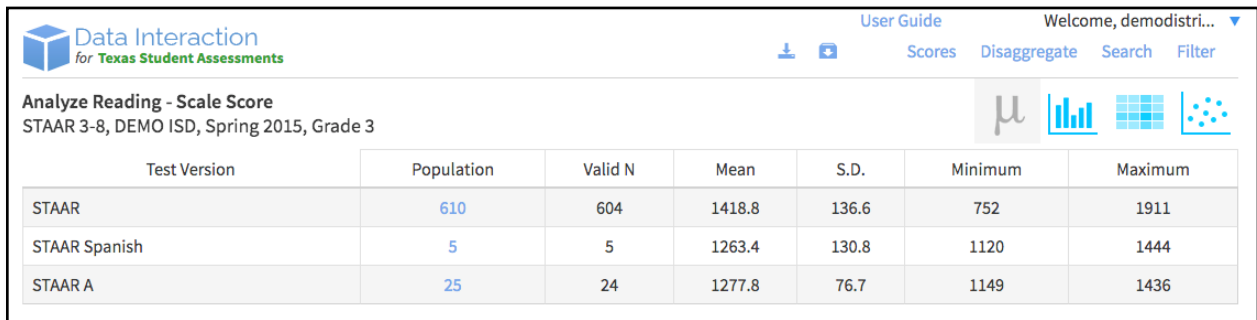 User Guide Welcome, demodistri...
Data Interaction
for Texas Student Assessments
Scores Disaggregate Search Filter
Analyze Reading - Scale Score
STAAR 3-8, DEMO ISD, Spring 2015, Grade 3
μ
Test Version Population Valid N Mean S.D. Minimum Maximum
STAAR 610 604 1418.8 136.6 752 1911
STAAR Spanish 5 5 1263.4 130.8 1120 1444
STAAR A 25 24 1277.8 76.7 1149 1436